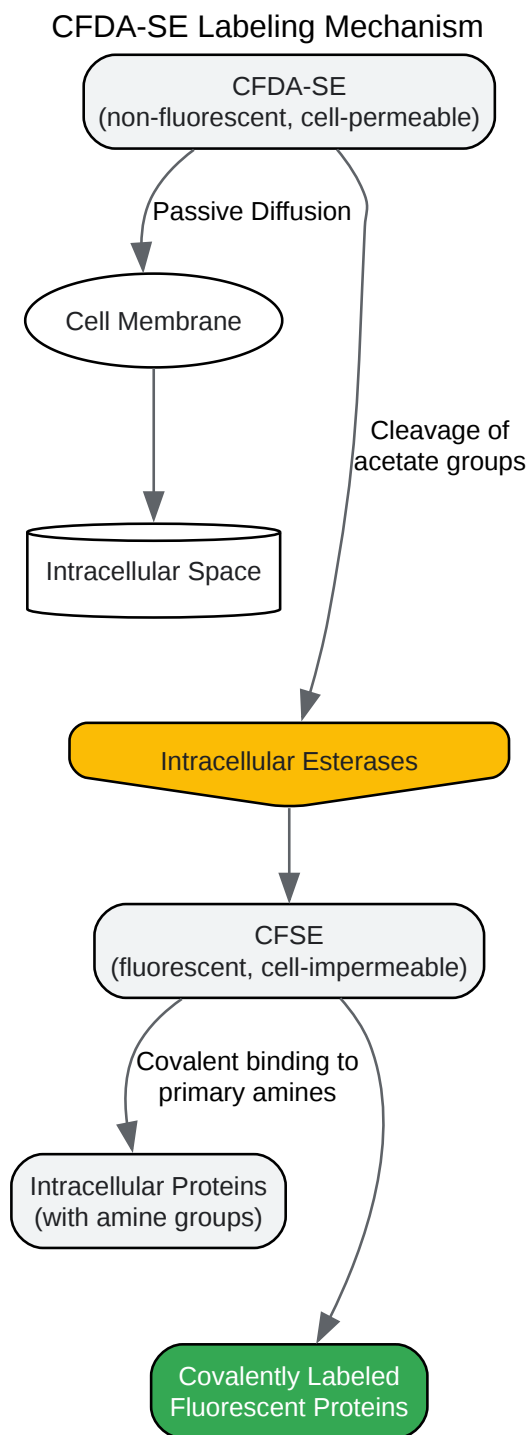 CFDA-SE Labeling Mechanism
CFDA-SE
(non-fluorescent, cell-permeable)
Passive Diffusion
Cell Membrane
Cleavage of
acetate groups
Intracellular Space
Intracellular Esterases
CFSE
(fluorescent, cell-impermeable)
Covalent binding to
primary amines
Intracellular Proteins
(with amine groups)
Covalently Labeled
Fluorescent Proteins